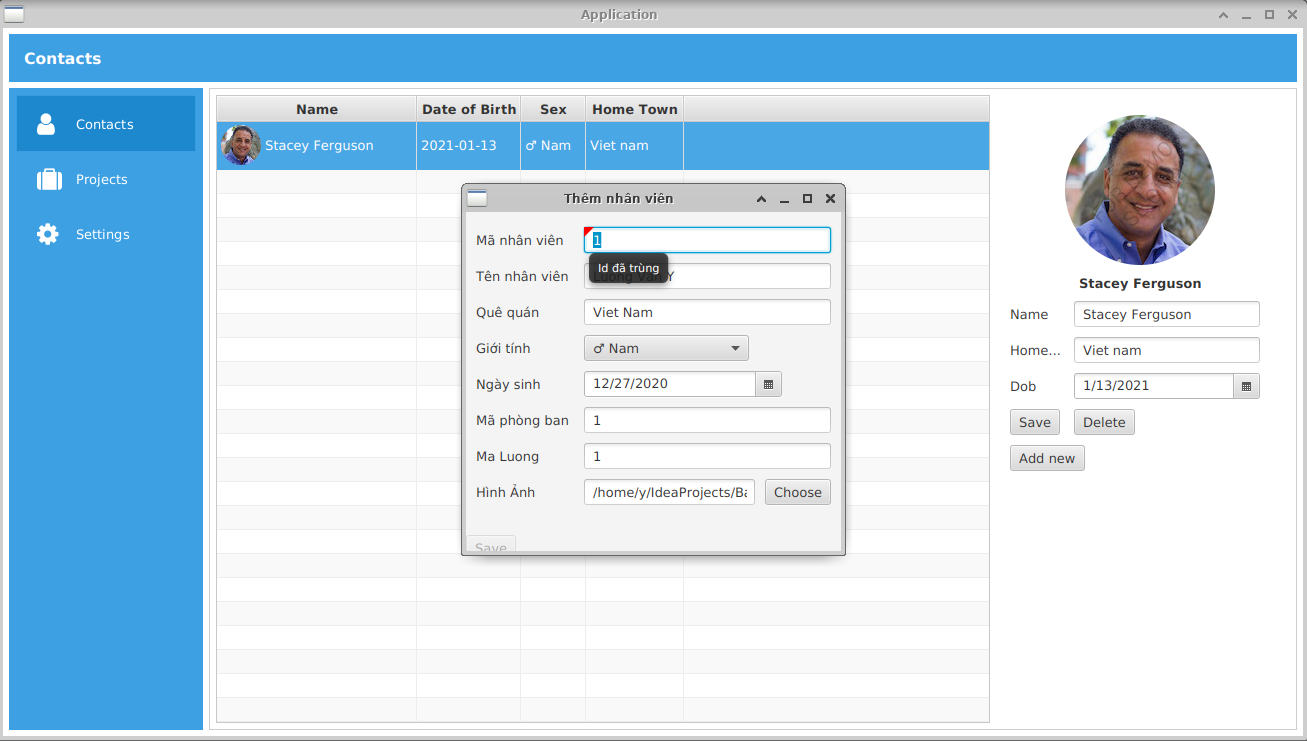 Application
Contacts
Contacts
Projects
Settings
Name Date of Birth Sex Home Town
Stacey Ferguson 2021-01-13 ♂ Nam Viet nam
Thêm nhân viên
Mã nhân viên 1
Id đã trùng
Tên nhân viên Luong Van Y
Quê quán Viet Nam
Giới tính ♂ Nam
Ngày sinh 12/27/2020
Mã phòng ban 1
Ma Luong 1
Hình Ảnh /home/y/IdeaProjects/Ba Choose
Save
Stacey Ferguson
Name Stacey Ferguson
Home... Viet nam
Dob 1/13/2021
Save Delete
Add new